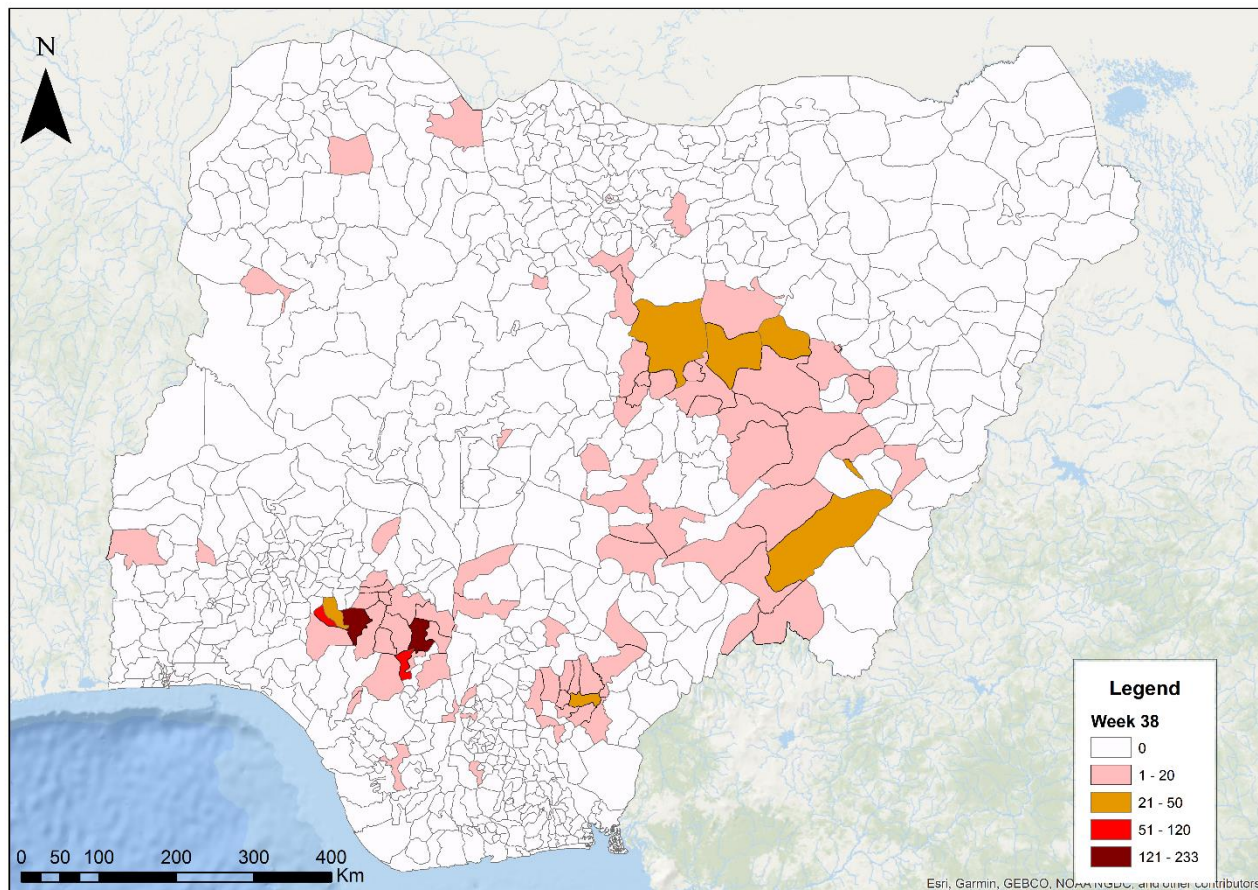 N
Legend
Week 38
0
1 - 20
21 - 50
51 - 120
121 - 233
0 50 100 200 300 400
Km
Esri, Garmin, GEBCO, NOAA NGDC, and other contributors